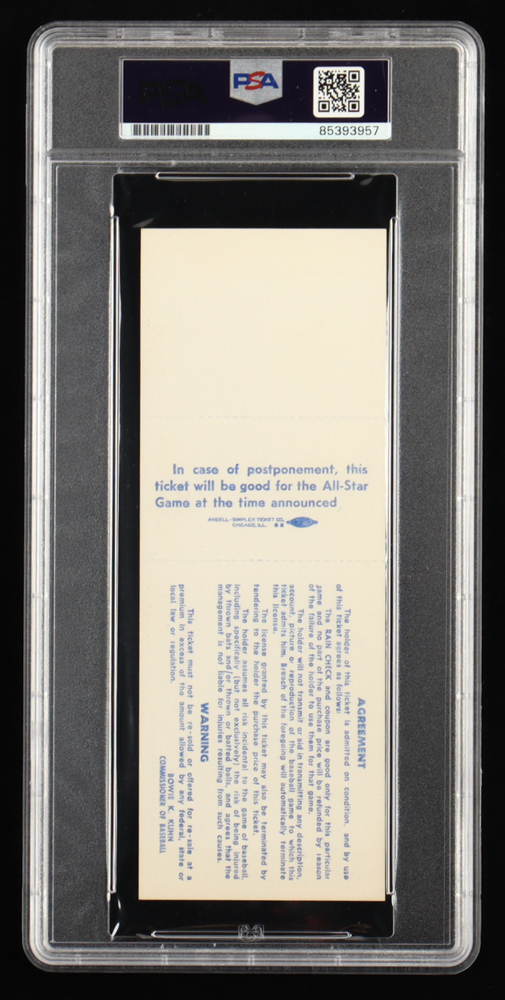 PSA
85393957
In case of postponement, this
ticket will be good for the All-Star
Game at the time announced
ANSELL-SIMPLEX TICKET CO.
CHICAGO, ILL.
AGREEMENT
The holder of this ticket is admitted on condition, and by use
of this ticket agrees as follows:
The RAIN CHECK and coupon are good only for this particular
game and no part of the purchase price will be refunded by reason
of the failure of the holder to use them for that game.
The holder will not transmit or aid in transmitting any description,
account, picture or reproduction of the baseball game to which this
ticket admits him. Breach of the foregoing will automatically terminate
this license.
The license granted by this ticket may also be terminated by
tendering to the holder the purchase price of this ticket.
The holder assumes all risk incidental to the game of baseball,
including specifically (but not exclusively) the risk of being injured
by thrown bats and/or thrown or batted balls, and agrees that the
management is not liable for injuries resulting from such causes.
WARNING
This ticket must not be re-sold or offered for re-sale at a
premium in excess of the amount allowed by any federal, state or
local law or regulation.
BOWIE K. KUHN
COMMISSIONER OF BASEBALL